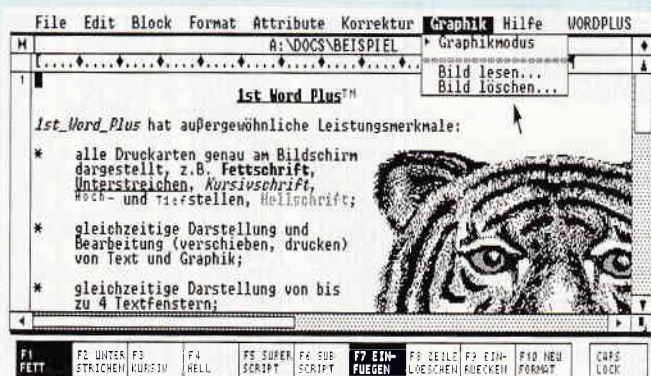 File Edit Block Format Attribute Korrektur Graphik Hilfe WORDPLUS
A:\DOCS\BEISPIEL
Graphikmodus
Bild lesen...
Bild löschen...
1
1st Word Plus™
1st_Word_Plus hat außergewöhnliche Leistungsmerkmale:
* alle Druckarten genau am Bildschirm
dargestellt, z.B. Fettschrift,
Unterstreichen, Kursivschrift,
Hoch- und Tiefstellen, Hellschrift;
* gleichzeitige Darstellung und
Bearbeitung (verschieben, drucken)
von Text und Graphik;
* gleichzeitige Darstellung von bis
zu 4 Textfenstern;
F1 FETT
F2 UNTER STRICHEN
F3 KURSIV
F4 HELL
F5 SUPER SCRIPT
F6 SUB SCRIPT
F7 EIN- FUEGEN
F8 ZEILE LOESCHEN
F9 EIN- RUECKEN
F10 NEU FORMAT
CAPS LOCK